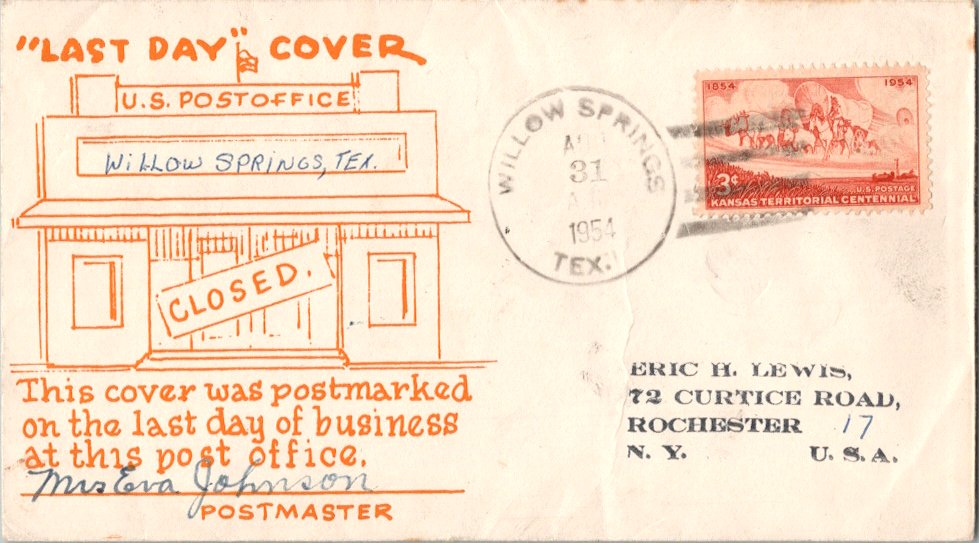 "LAST DAY" COVER
U.S. POSTOFFICE
WILLOW SPRINGS, TEX.
CLOSED.
This cover was postmarked
on the last day of business
at this post office.
Mrs Eva Johnson
POSTMASTER
WILLOW SPRINGS
AUG
31
1954
TEX.
1854 1954
3¢
U.S. POSTAGE
KANSAS TERRITORIAL CENTENNIAL
ERIC H. LEWIS,
72 CURTICE ROAD,
ROCHESTER 17
N. Y. U. S. A.